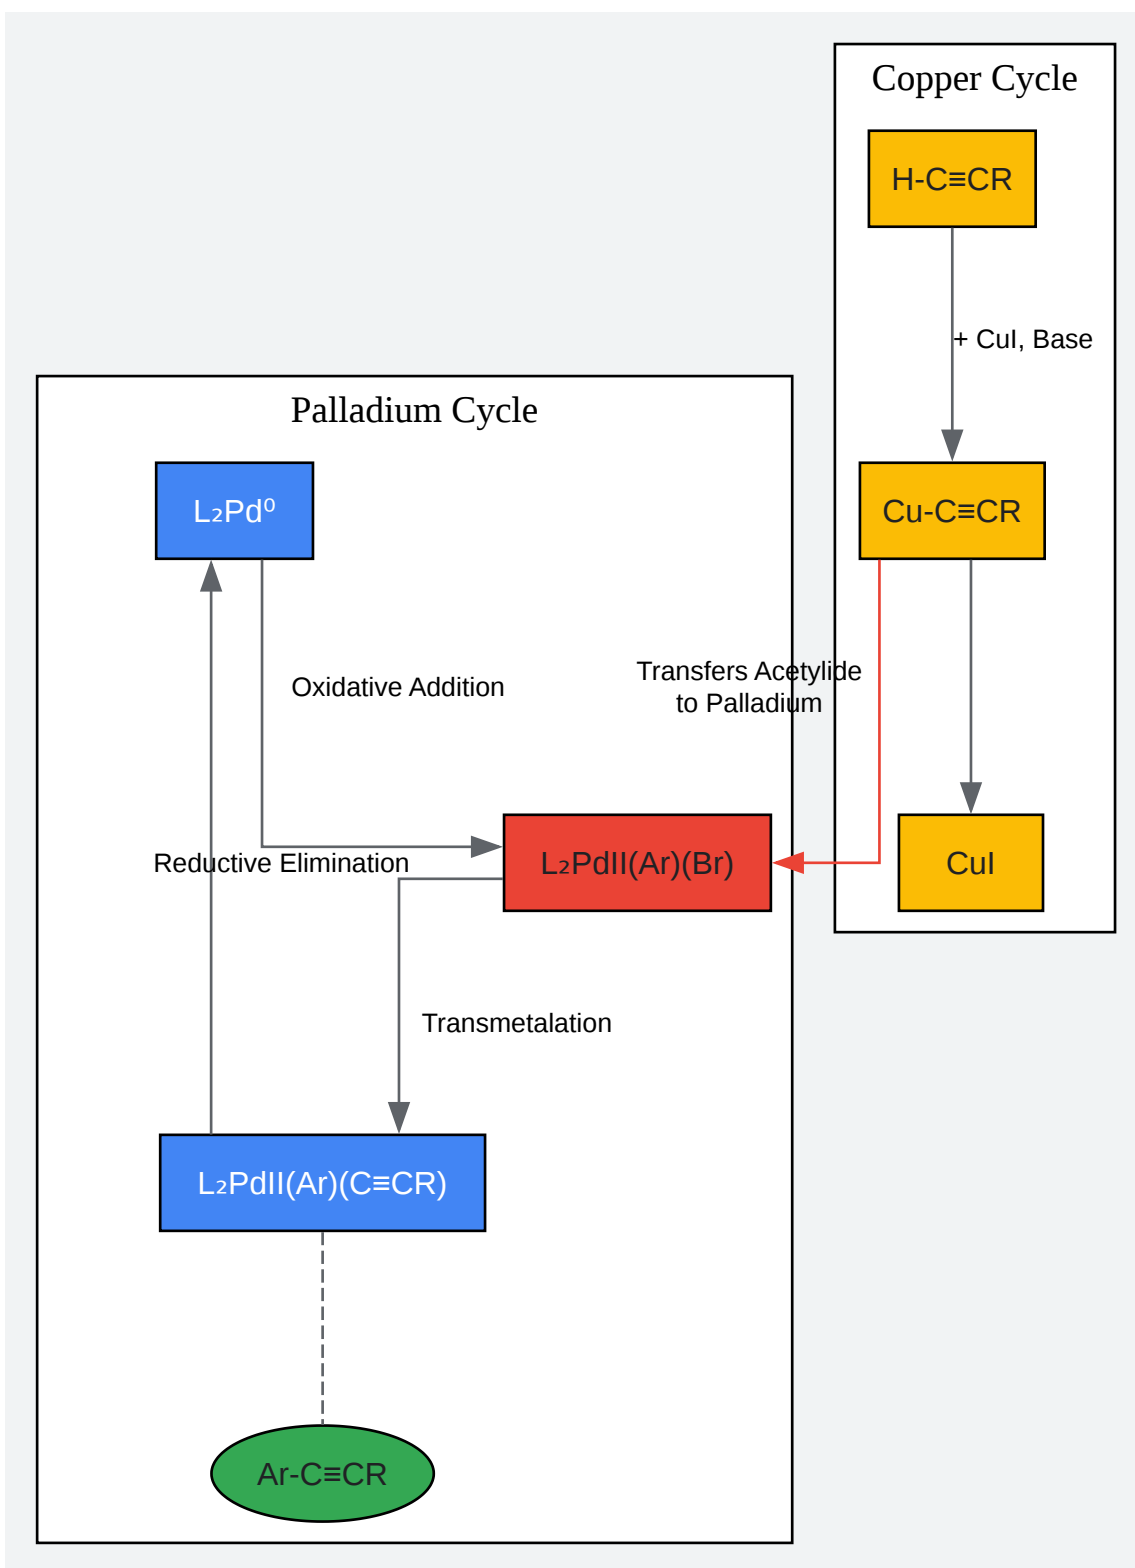 Copper Cycle
H-C≡CR
+ CuI, Base
Palladium Cycle
L₂Pd⁰
Cu-C≡CR
Oxidative Addition
Transfers Acetylide
to Palladium
Reductive Elimination
L₂PdII(Ar)(Br)
CuI
Transmetalation
L₂PdII(Ar)(C≡CR)
Ar-C≡CR